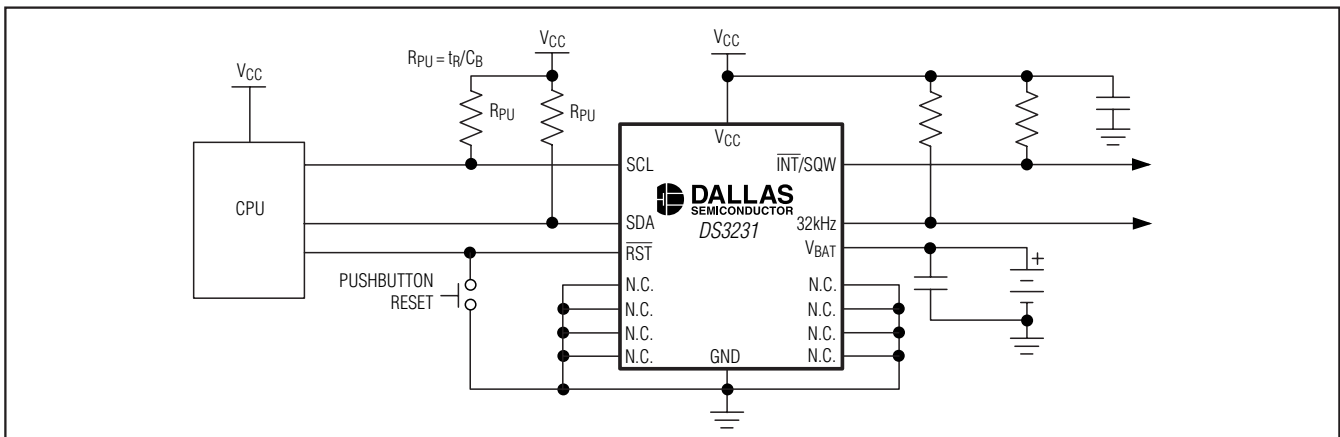 VCC
RPU = tR/CB
VCC
VCC
RPU
RPU
VCC
CPU
SCL
SDA
RST
N.C.
N.C.
N.C.
N.C.
PUSHBUTTON
RESET
DALLAS
SEMICONDUCTOR
DS3231
GND
INT/SQW
32kHz
VBAT
N.C.
N.C.
N.C.
N.C.
+